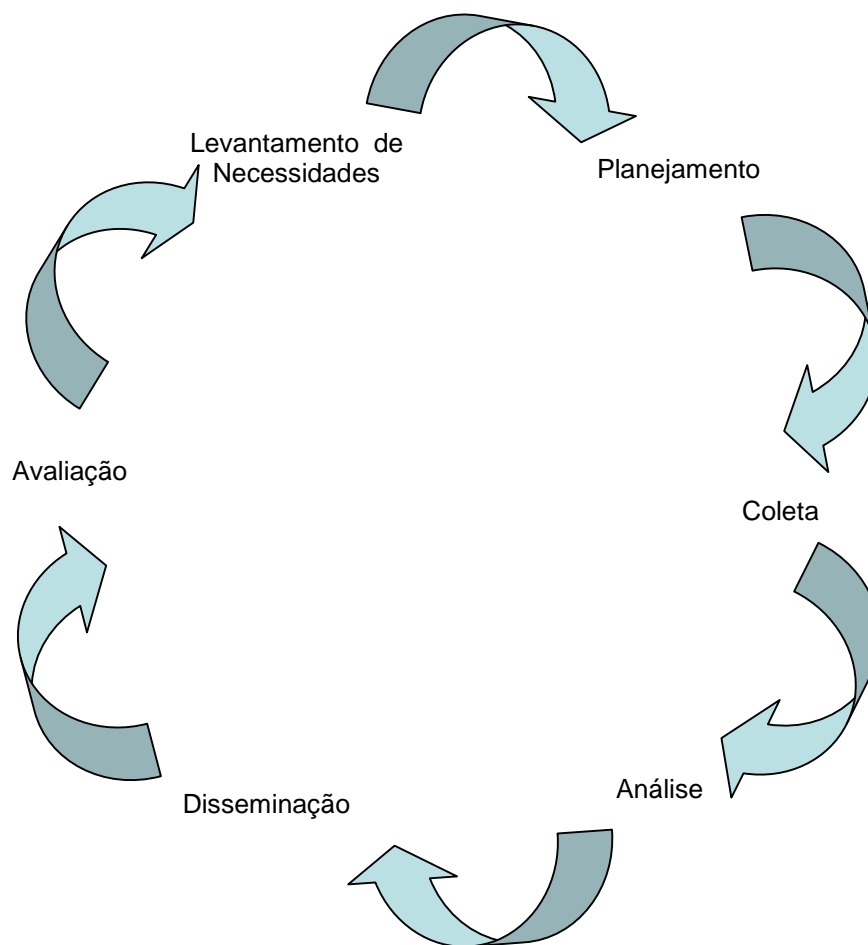 Levantamento de
Necessidades
Planejamento
Coleta
Análise
Disseminação
Avaliação